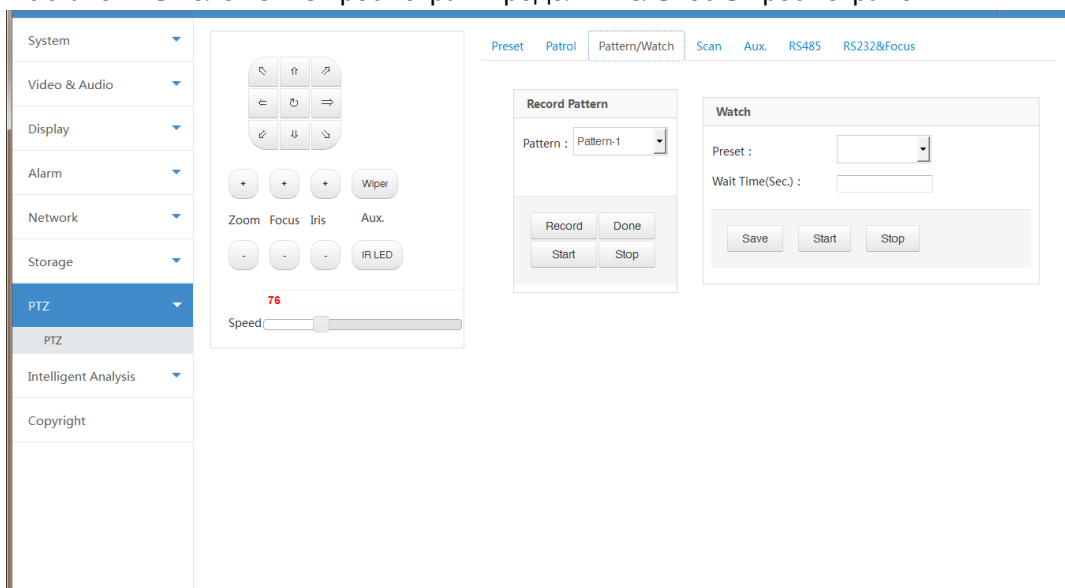 System
Video & Audio
Display
Alarm
Network
Storage
PTZ
PTZ
Intelligent Analysis
Copyright
+ + + Wiper
Zoom Focus Iris Aux.
- - - IR LED
76
Speed
Preset Patrol Pattern/Watch Scan Aux. RS485 RS232&Focus
Record Pattern
Pattern : Pattern-1
Record Done
Start Stop
Watch
Preset :
Wait Time(Sec.) :
Save Start Stop